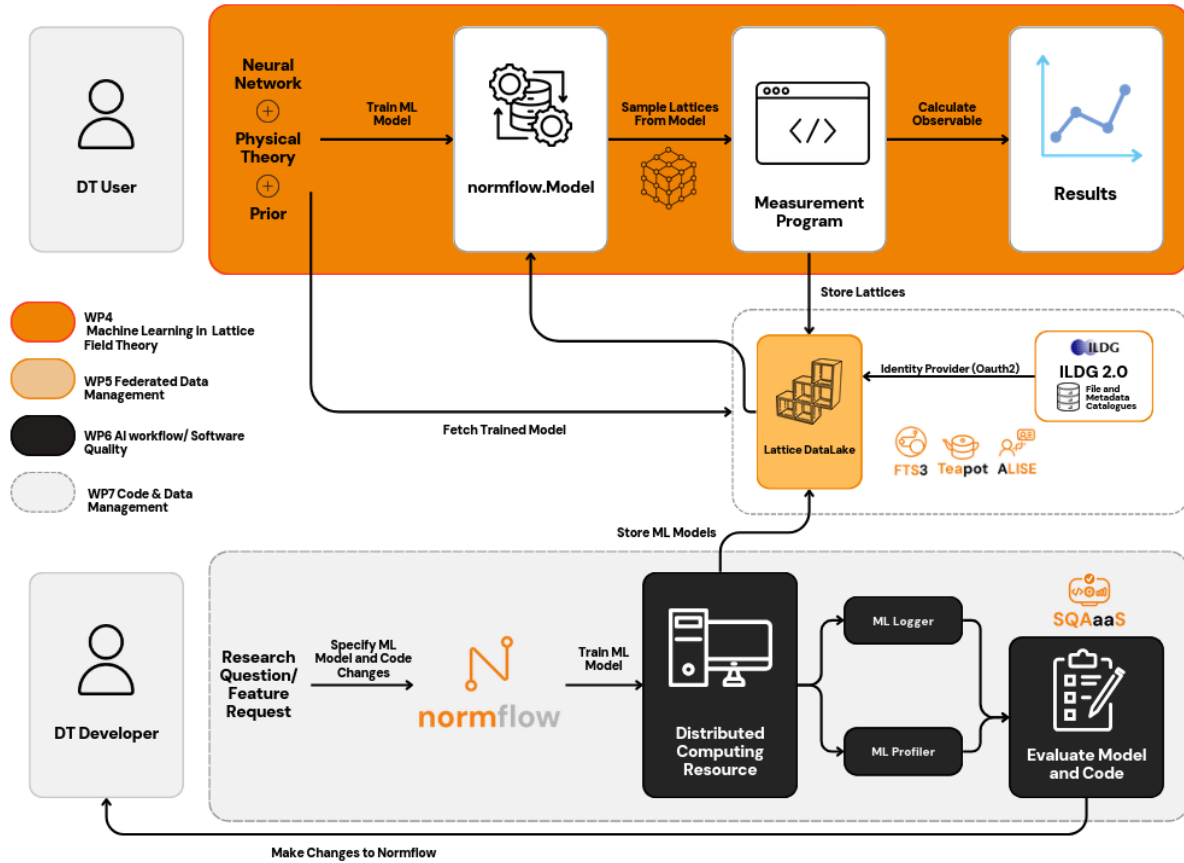 DT User
Neural
Network
Physical
Theory
Prior
Train ML
Model
normflow.Model
Sample Lattices
From Model
Measurement
Program
Calculate
Observable
Results
Store Lattices
WP4
Machine Learning in Lattice
Field Theory
WP5 Federated Data
Management
WP6 AI workflow/ Software
Quality
WP7 Code & Data
Management
Fetch Trained Model
Lattice DataLake
Identity Provider (Oauth2)
ILDG
ILDG 2.0
File and
Metadata
Catalogues
FTS3
Teapot
ALISE
Store ML Models
DT Developer
Research
Question/
Feature
Request
Specify ML
Model and Code
Changes
normflow
Train ML
Model
Distributed
Computing
Resource
ML Logger
ML Profiler
SQAaaS
Evaluate Model
and Code
Make Changes to Normflow